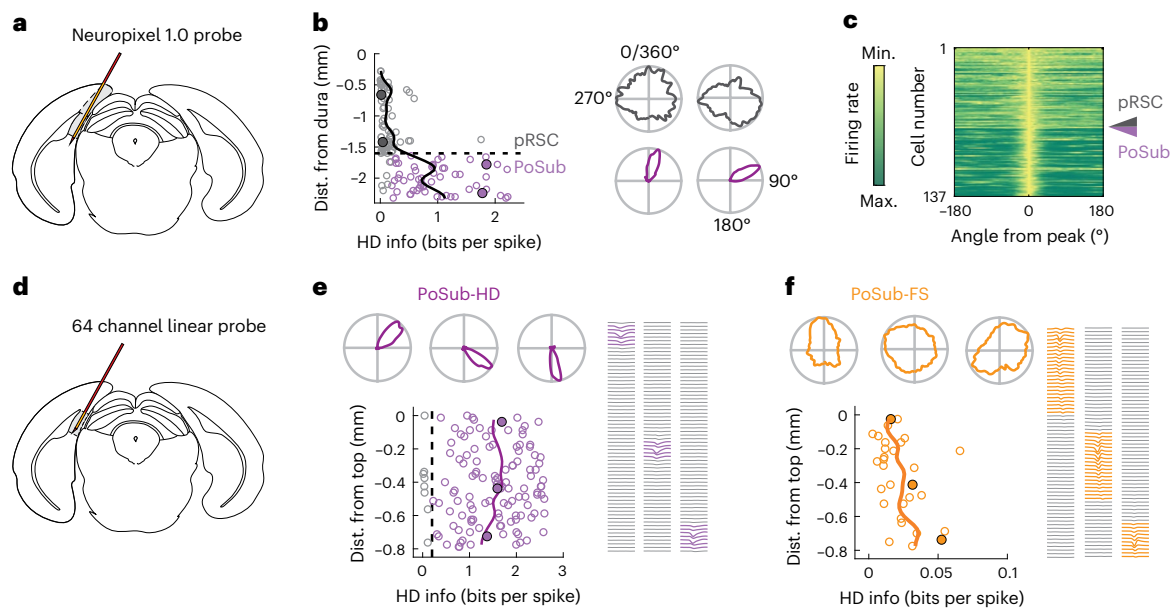 a
Neuropixel 1.0 probe
b
0
−0.5
−1.0
−1.5
−2
Dist. from dura (mm)
0
1
2
HD info (bits per spike)
pRSC
PoSub
0/360°
270°
90°
180°
c
Min.
Max.
Firing rate
1
137
Cell number
−180
0
180
Angle from peak (°)
pRSC
PoSub
d
64 channel linear probe
e
PoSub-HD
0
−0.2
−0.4
−0.6
−0.8
Dist. from top (mm)
0
1
2
3
HD info (bits per spike)
f
PoSub-FS
0
−0.2
−0.4
−0.6
−0.8
Dist. from top (mm)
0
0.05
0.1
HD info (bits per spike)